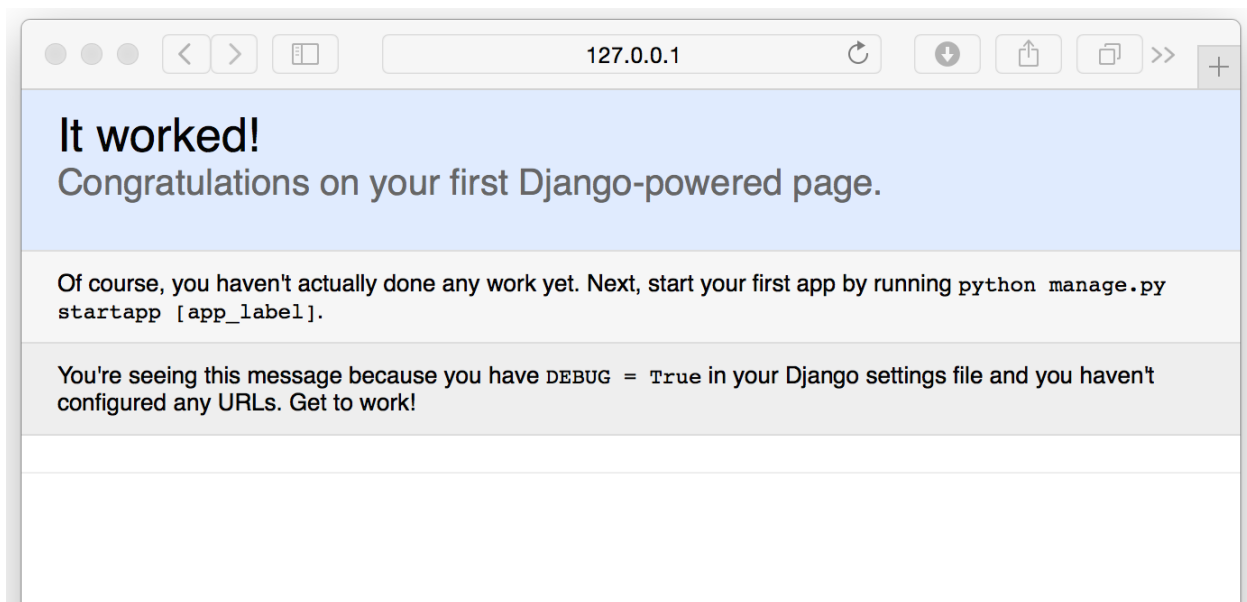 127.0.0.1
It worked!
Congratulations on your first Django-powered page.
Of course, you haven't actually done any work yet. Next, start your first app by running python manage.py
startapp [app_label].
You're seeing this message because you have DEBUG = True in your Django settings file and you haven't
configured any URLs. Get to work!